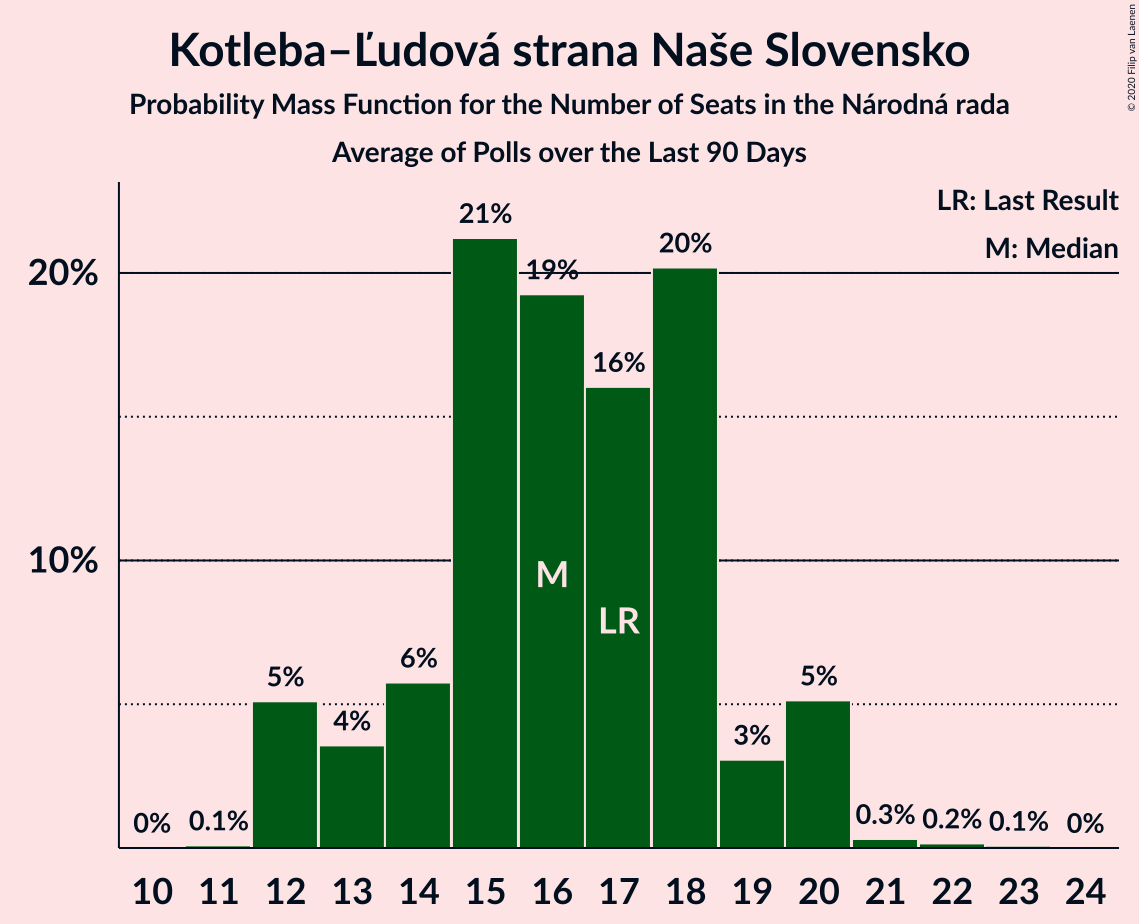 Kotleba–Ľudová strana Naše Slovensko
Probability Mass Function for the Number of Seats in the Národná rada
Average of Polls over the Last 90 Days
© 2020 Filip van Laenen
LR: Last Result
M: Median
20%
10%
0%
0.1%
5%
4%
6%
21%
19%
16%
20%
3%
5%
0.3%
0.2%
0.1%
0%
M
LR
10 11 12 13 14 15 16 17 18 19 20 21 22 23 24